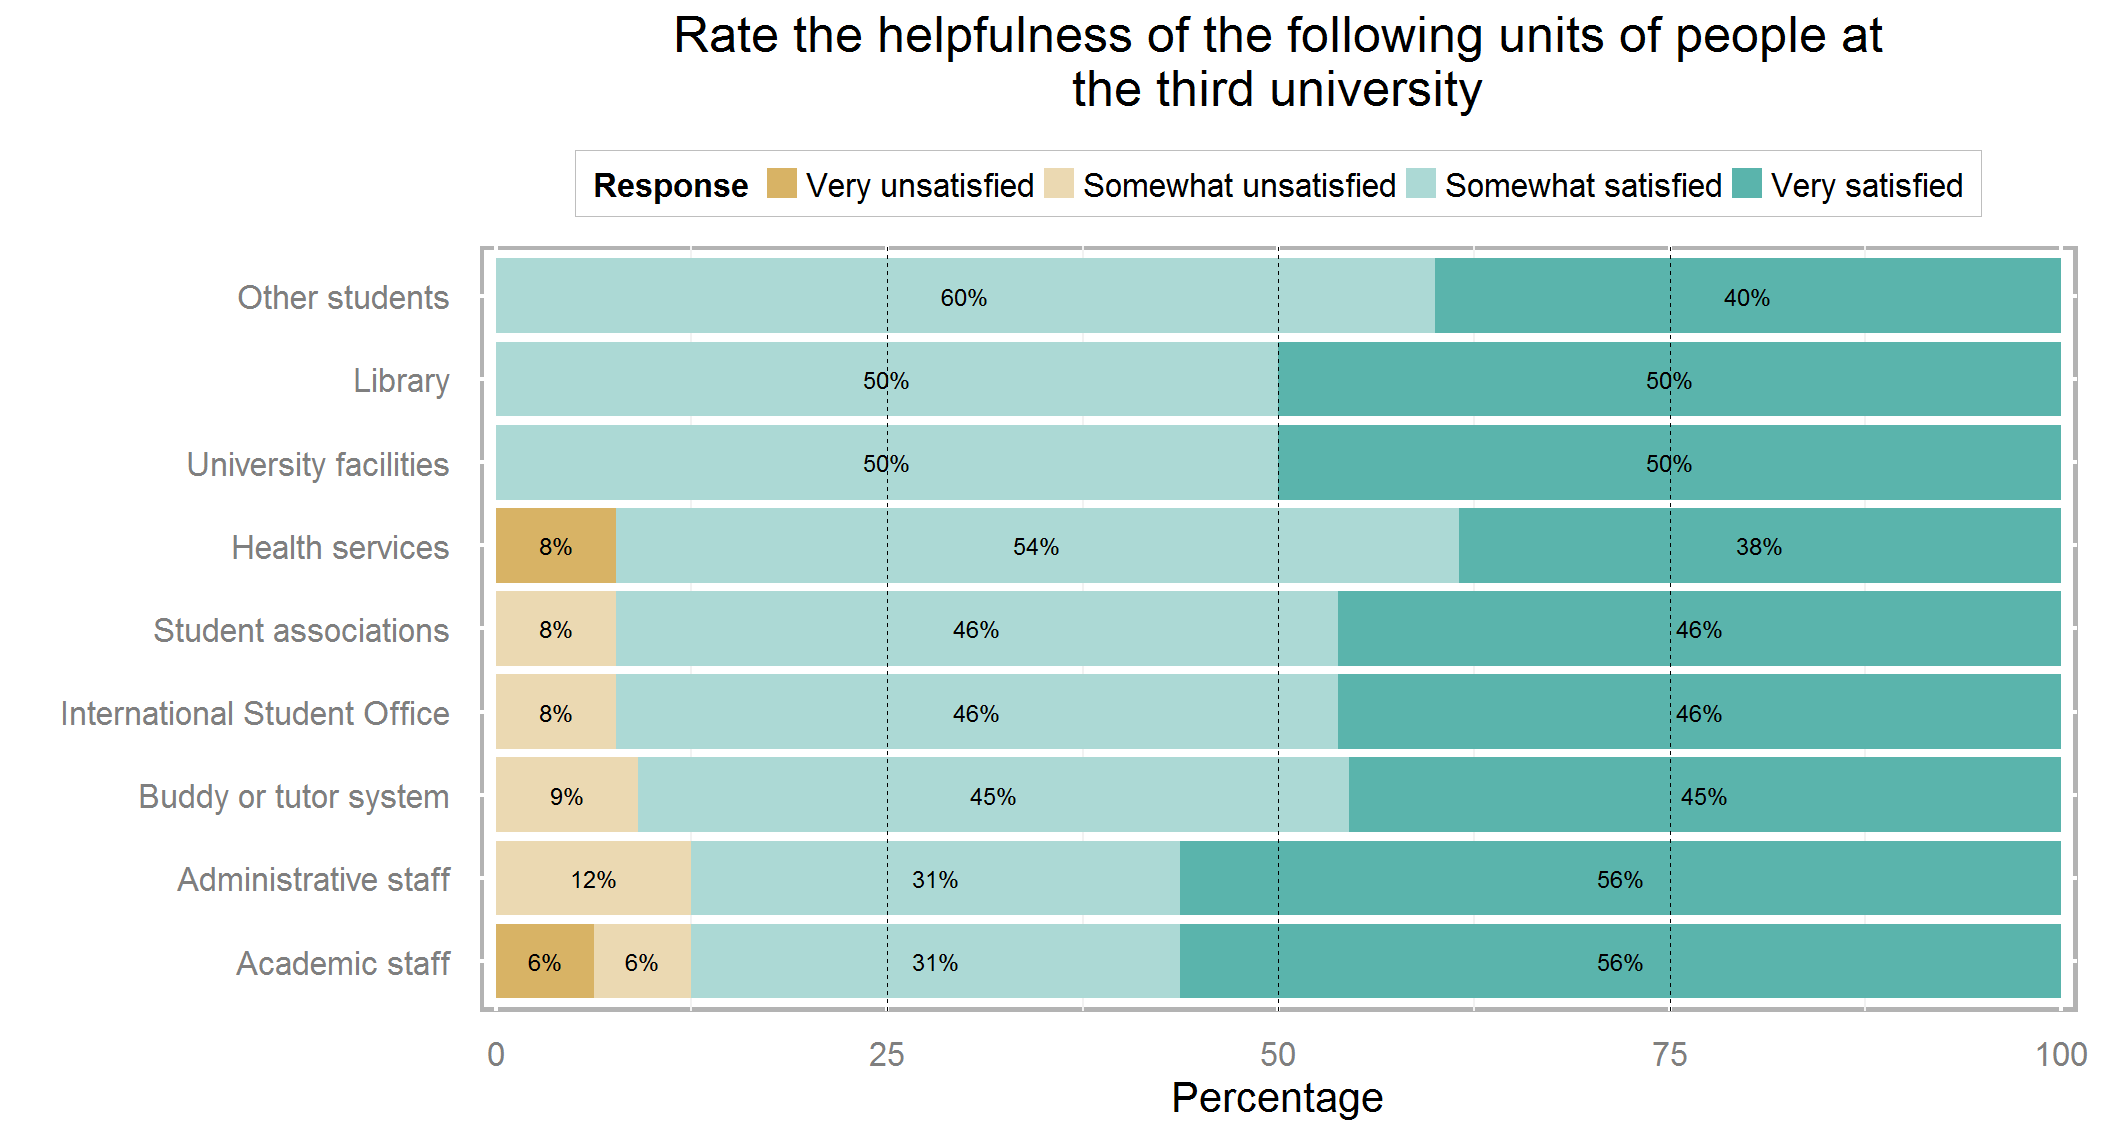 Rate the helpfulness of the following units of people at
the third university
Response Very unsatisfied Somewhat unsatisfied Somewhat satisfied Very satisfied
Other students 60% 40%
Library 50% 50%
University facilities 50% 50%
Health services 8% 54% 38%
Student associations 8% 46% 46%
International Student Office 8% 46% 46%
Buddy or tutor system 9% 45% 45%
Administrative staff 12% 31% 56%
Academic staff 6% 6% 31% 56%
0 25 50 75 100
Percentage